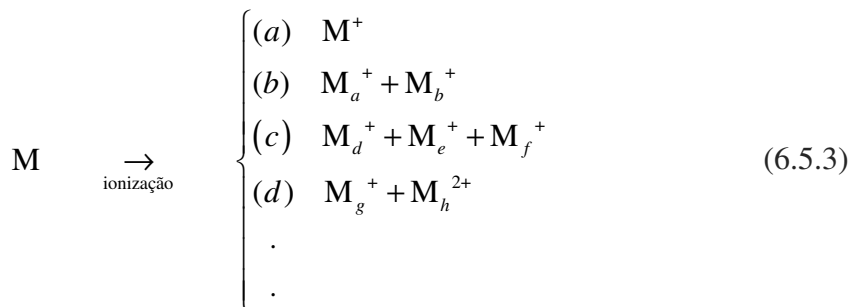 (a) M⁺
(b) Mₐ⁺ + M_b⁺
M → ionização (c) M_d⁺ + M_e⁺ + M_f⁺ (6.5.3)
(d) M_g⁺ + M_h²⁺
.
.